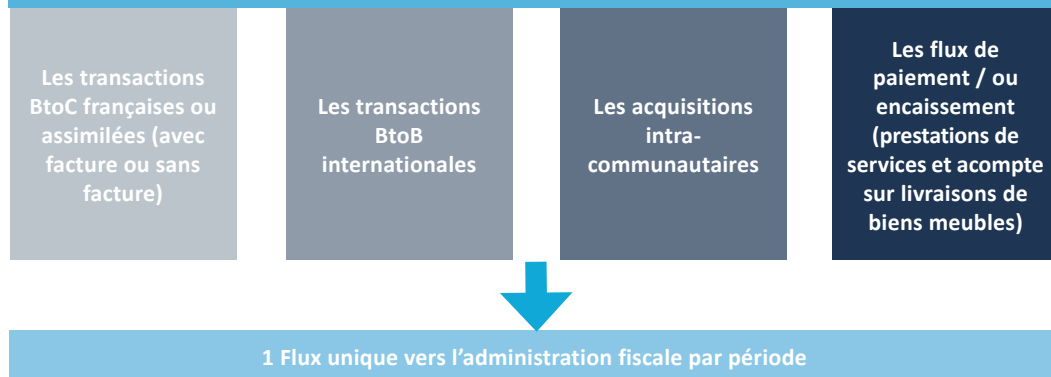 Les transactions
BtoC françaises ou
assimilées (avec
facture ou sans
facture)
Les transactions
BtoB
internationales
Les acquisitions
intra-
communautaires
Les flux de
paiement / ou
encaissement
(prestations de
services et acompte
sur livraisons de
biens meubles)
1 Flux unique vers l’administration fiscale par période